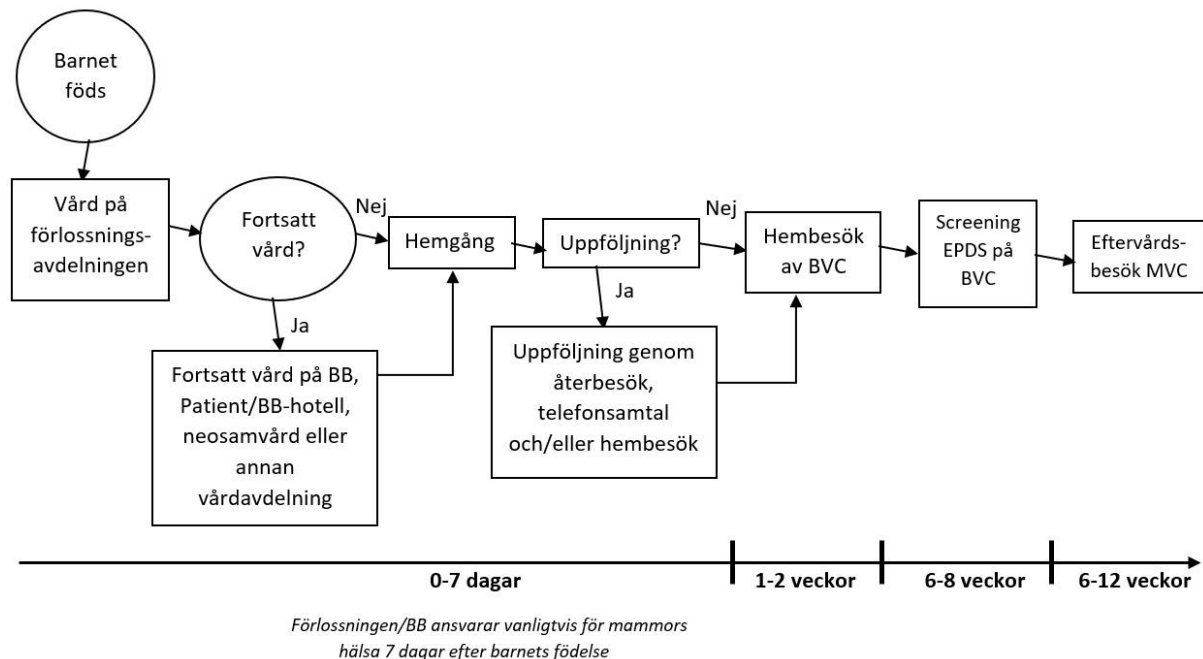 Barnet
föds
Vård på
förlossnings-
avdelningen
Fortsatt
vård?
Nej
Ja
Fortsatt vård på BB,
Patient/BB-hotell,
neosamvård eller
annan
vårdavdelning
Hemgång
Uppföljning?
Nej
Ja
Uppföljning genom
återbesök,
telefonsamtal
och/eller hembesök
Hembesök
av BVC
Screening
EPDS på
BVC
Eftervårds-
besök MVC
0-7 dagar
1-2 veckor
6-8 veckor
6-12 veckor
Förlossningen/BB ansvarar vanligtvis för mammors
hälsa 7 dagar efter barnets födelse